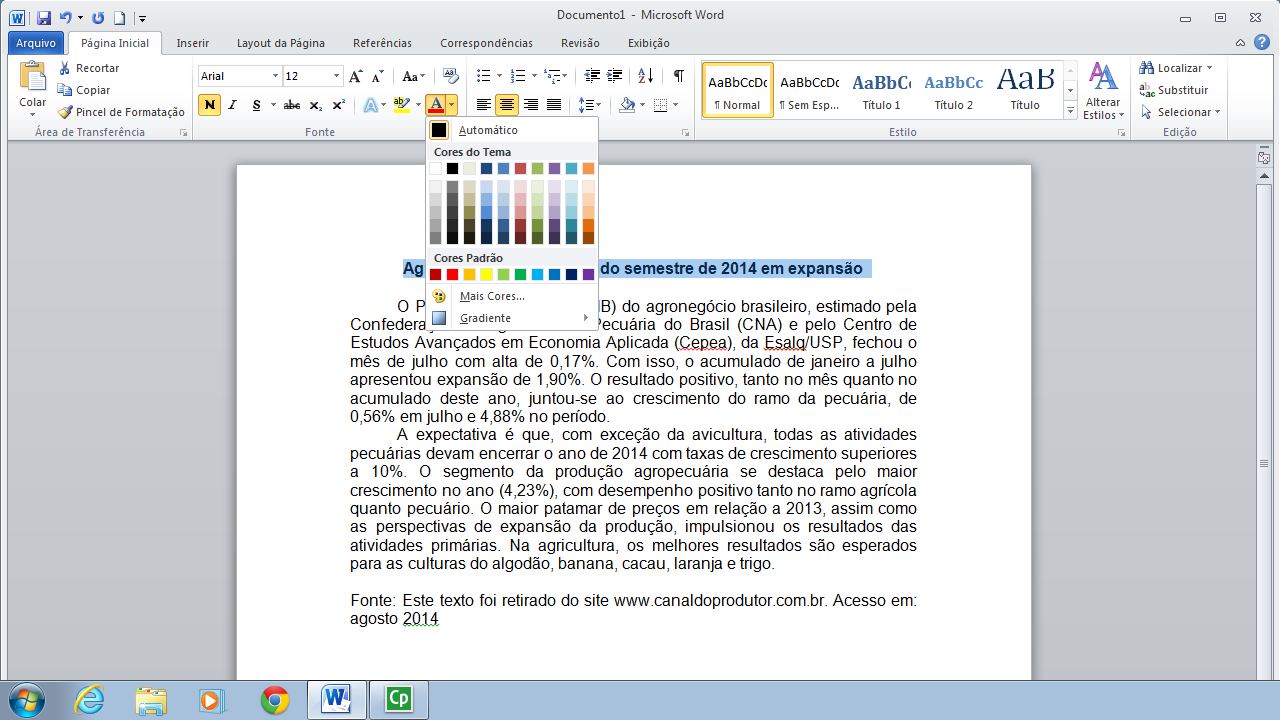 Documento1 - Microsoft Word
Arquivo Página Inicial Inserir Layout da Página Referências Correspondências Revisão Exibição
Colar
Recortar
Copiar
Pincel de Formatação
Área de Transferência
Arial 12
N I S abc x₂ x² A ab A
Aa
Fonte
AaBbCcDc AaBbCcDc AaBbCc AaBbCc AaB
¶ Normal ¶ Sem Esp... Título 1 Título 2 Título
Alterar
Estilos
Estilo
Localizar
Substituir
Selecionar
Edição
Automático
Cores do Tema
Cores Padrão
Mais Cores...
Gradiente
Ag do semestre de 2014 em expansão
O P IB) do agronegócio brasileiro, estimado pela
Confedera Pecuária do Brasil (CNA) e pelo Centro de
Estudos Avançados em Economia Aplicada (Cepea), da Esalq/USP, fechou o
mês de julho com alta de 0,17%. Com isso, o acumulado de janeiro a julho
apresentou expansão de 1,90%. O resultado positivo, tanto no mês quanto no
acumulado deste ano, juntou-se ao crescimento do ramo da pecuária, de
0,56% em julho e 4,88% no período.
A expectativa é que, com exceção da avicultura, todas as atividades
pecuárias devam encerrar o ano de 2014 com taxas de crescimento superiores
a 10%. O segmento da produção agropecuária se destaca pelo maior
crescimento no ano (4,23%), com desempenho positivo tanto no ramo agrícola
quanto pecuário. O maior patamar de preços em relação a 2013, assim como
as perspectivas de expansão da produção, impulsionou os resultados das
atividades primárias. Na agricultura, os melhores resultados são esperados
para as culturas do algodão, banana, cacau, laranja e trigo.
Fonte: Este texto foi retirado do site www.canaldoprodutor.com.br. Acesso em:
agosto 2014
Cp